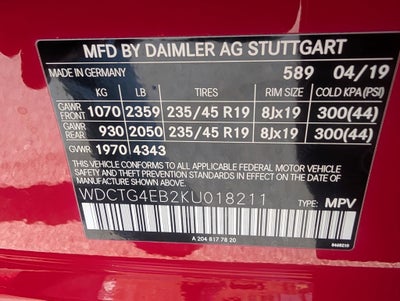 MFD BY DAIMLER AG STUTTGART
MADE IN GERMANY 589 04/19
KG LB TIRES RIM SIZE COLD KPA(PSI)
GAWR FRONT 1070 2359 235/45 R19 8Jx19 300(44)
GAWR REAR 930 2050 235/45 R19 8Jx19 300(44)
GVWR 1970 4343
THIS VEHICLE CONFORMS TO ALL APPLICABLE FEDERAL MOTOR VEHICLE
SAFETY AND THEFT PREVENTION STANDARDS IN EFFECT ON THE DATE
OF MANUFACTURE SHOWN ABOVE.
WDCTG4EB2KU018211 TYPE: MPV
A 204 817 78 20